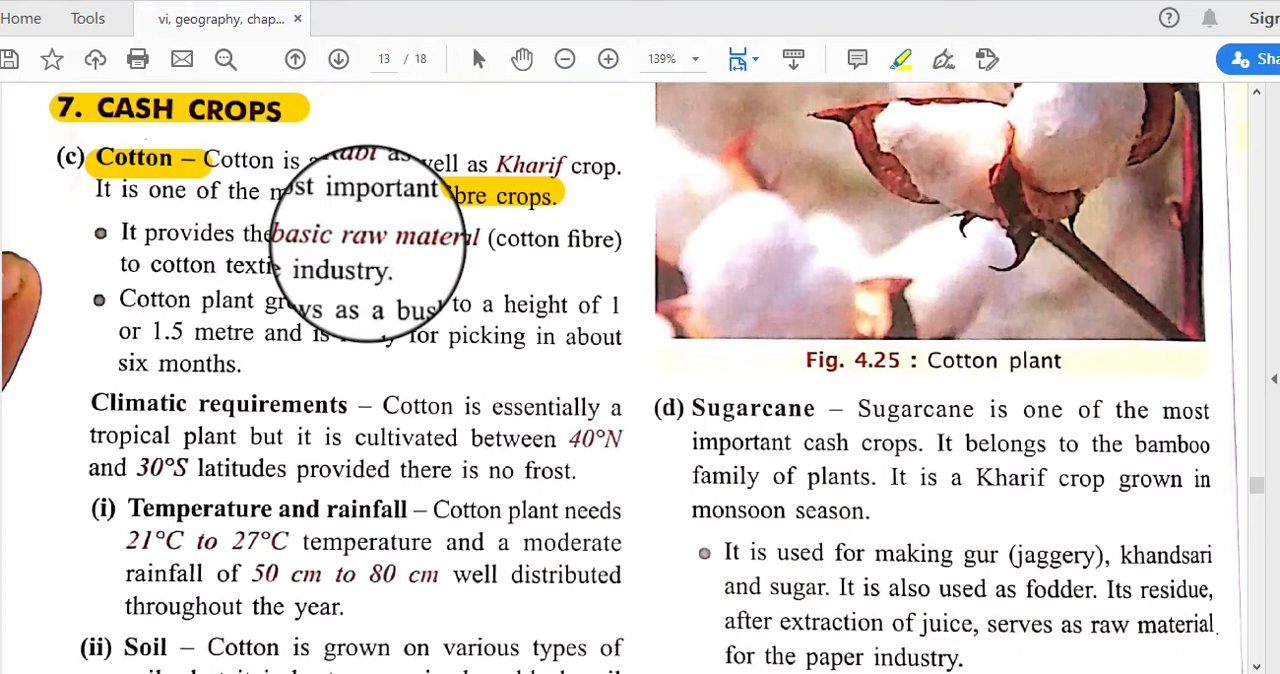 Home Tools vi, geography, chap... × Sign
13 / 18 139% Sha
7. CASH CROPS
(c) Cotton – Cotton is a Rabi as well as Kharif crop.
It is one of the most important fibre crops.
It provides the basic raw materil (cotton fibre)
to cotton textile industry.
Cotton plant grows as a bush to a height of 1
or 1.5 metre and is for picking in about
six months.
Climatic requirements – Cotton is essentially a
tropical plant but it is cultivated between 40°N
and 30°S latitudes provided there is no frost.
(i) Temperature and rainfall – Cotton plant needs
21°C to 27°C temperature and a moderate
rainfall of 50 cm to 80 cm well distributed
throughout the year.
(ii) Soil – Cotton is grown on various types of
Fig. 4.25 : Cotton plant
(d) Sugarcane – Sugarcane is one of the most
important cash crops. It belongs to the bamboo
family of plants. It is a Kharif crop grown in
monsoon season.
It is used for making gur (jaggery), khandsari
and sugar. It is also used as fodder. Its residue,
after extraction of juice, serves as raw material
for the paper industry.